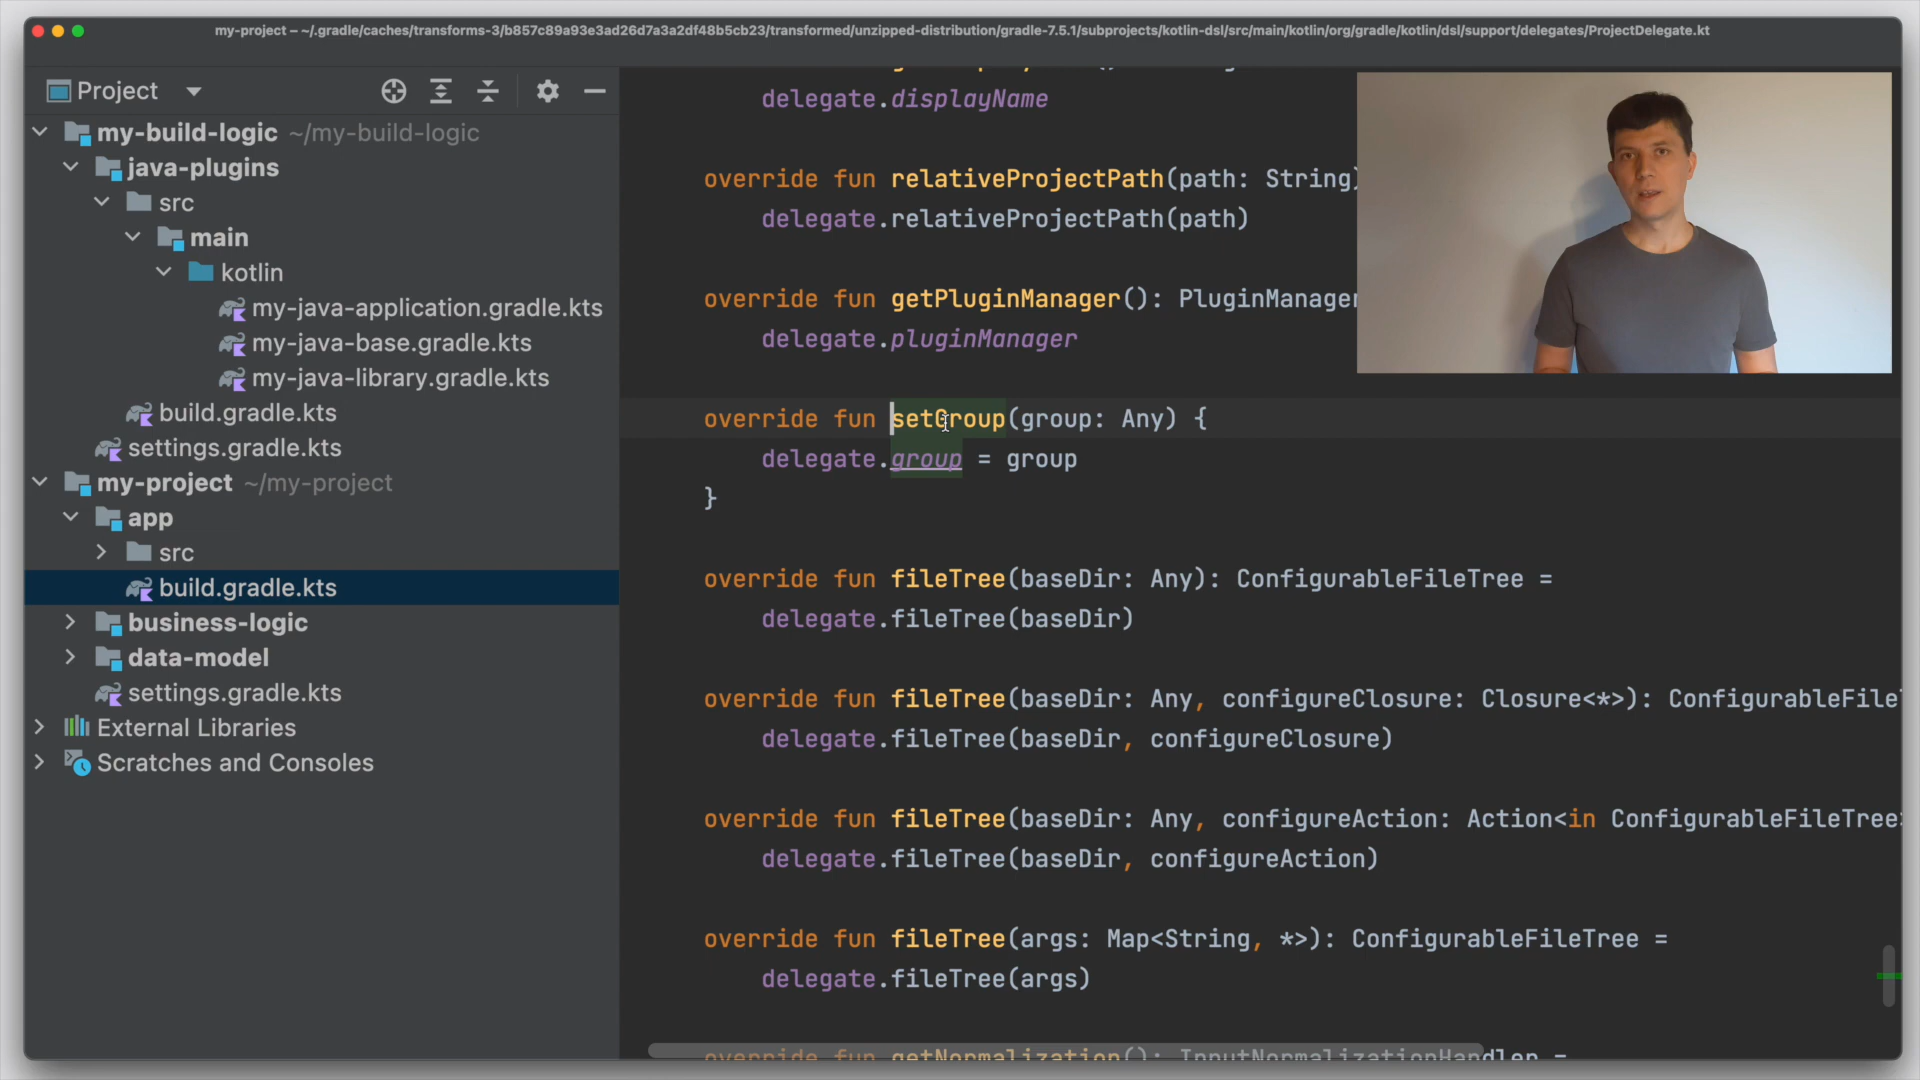 my-project – ~/.gradle/caches/transforms-3/b857c89a93e3ad26d7a3a2df48b5cb23/transformed/unzipped-distribution/gradle-7.5.1/subprojects/kotlin-dsl/src/main/kotlin/org/gradle/kotlin/dsl/support/delegates/ProjectDelegate.kt
Project
my-build-logic ~/my-build-logic
java-plugins
src
main
kotlin
my-java-application.gradle.kts
my-java-base.gradle.kts
my-java-library.gradle.kts
build.gradle.kts
settings.gradle.kts
my-project ~/my-project
app
src
build.gradle.kts
business-logic
data-model
settings.gradle.kts
External Libraries
Scratches and Consoles
delegate.displayName
override fun relativeProjectPath(path: String)
delegate.relativeProjectPath(path)
override fun getPluginManager(): PluginManager
delegate.pluginManager
override fun setGroup(group: Any) {
delegate.group = group
}
override fun fileTree(baseDir: Any): ConfigurableFileTree =
delegate.fileTree(baseDir)
override fun fileTree(baseDir: Any, configureClosure: Closure<*>): ConfigurableFile
delegate.fileTree(baseDir, configureClosure)
override fun fileTree(baseDir: Any, configureAction: Action<in ConfigurableFileTree>
delegate.fileTree(baseDir, configureAction)
override fun fileTree(args: Map<String, *>): ConfigurableFileTree =
delegate.fileTree(args)
override fun getNormalization(): InputNormalizationHandler =